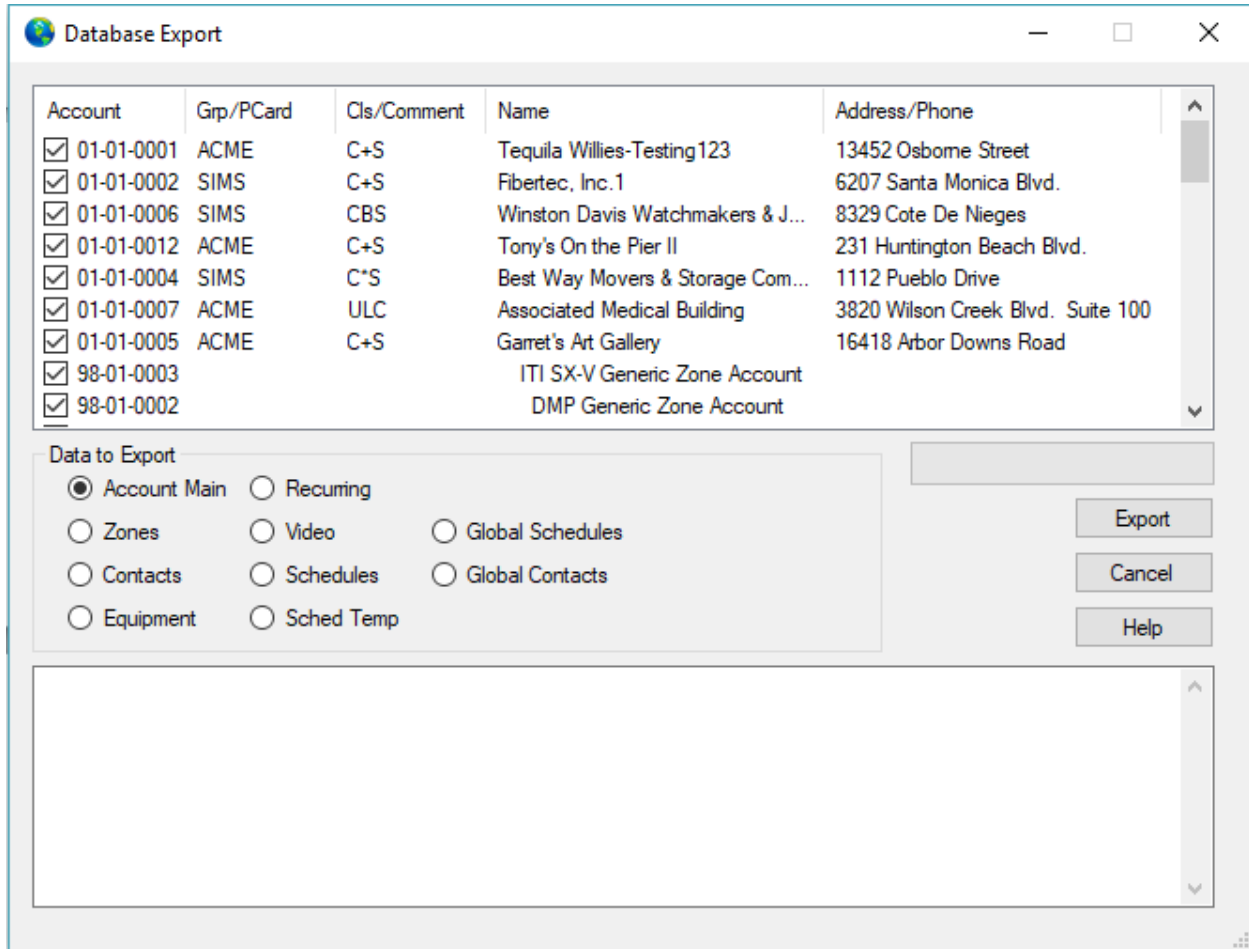 Database Export
Account Grp/PCard Cls/Comment Name Address/Phone
01-01-0001 ACME C+S Tequila Willies-Testing123 13452 Osborne Street
01-01-0002 SIMS C+S Fibertec, Inc.1 6207 Santa Monica Blvd.
01-01-0006 SIMS CBS Winston Davis Watchmakers & J... 8329 Cote De Nieges
01-01-0012 ACME C+S Tony's On the Pier II 231 Huntington Beach Blvd.
01-01-0004 SIMS C*S Best Way Movers & Storage Com... 1112 Pueblo Drive
01-01-0007 ACME ULC Associated Medical Building 3820 Wilson Creek Blvd. Suite 100
01-01-0005 ACME C+S Garret's Art Gallery 16418 Arbor Downs Road
98-01-0003 ITI SX-V Generic Zone Account
98-01-0002 DMP Generic Zone Account
Data to Export
Account Main Recurring
Zones Video Global Schedules
Contacts Schedules Global Contacts
Equipment Sched Temp
Export
Cancel
Help